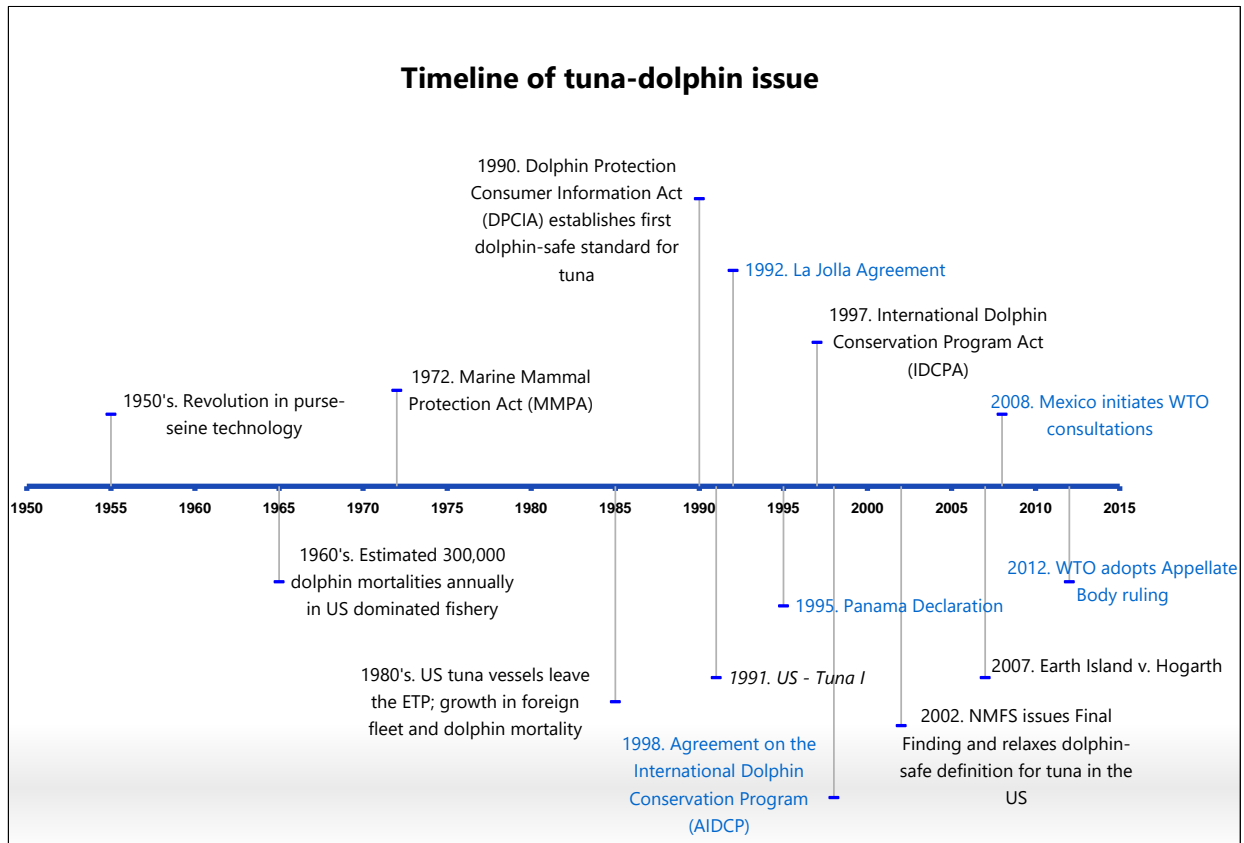 Timeline of tuna-dolphin issue
1990. Dolphin Protection
Consumer Information Act
(DPCIA) establishes first
dolphin-safe standard for
tuna
1992. La Jolla Agreement
1997. International Dolphin
Conservation Program Act
(IDCPA)
1972. Marine Mammal
Protection Act (MMPA)
1950's. Revolution in purse-
seine technology
2008. Mexico initiates WTO
consultations
1950 1955 1960 1965 1970 1975 1980 1985 1990 1995 2000 2005 2010 2015
1960's. Estimated 300,000
dolphin mortalities annually
in US dominated fishery
2012. WTO adopts Appellate
Body ruling
1995. Panama Declaration
1980's. US tuna vessels leave
the ETP; growth in foreign
fleet and dolphin mortality
1991. US - Tuna I
2007. Earth Island v. Hogarth
2002. NMFS issues Final
Finding and relaxes dolphin-
safe definition for tuna in the
US
1998. Agreement on the
International Dolphin
Conservation Program
(AIDCP)